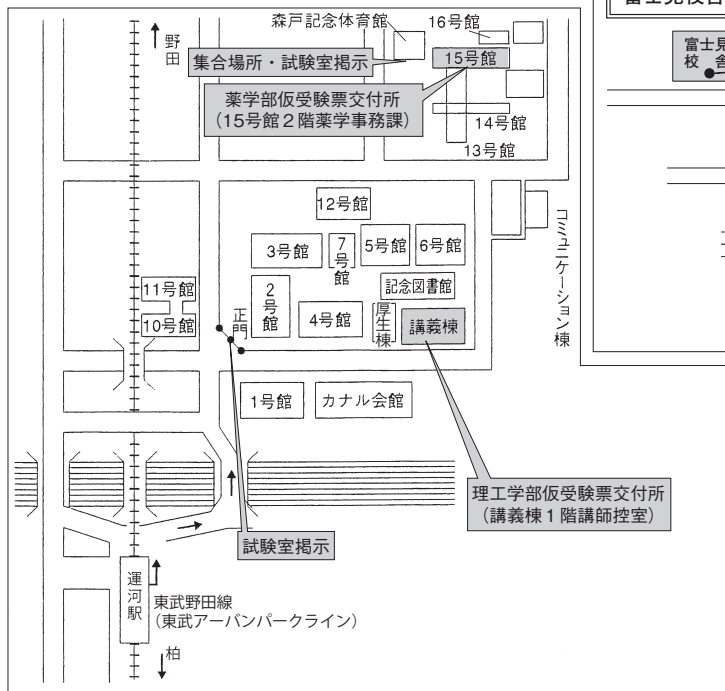 富士見
校 舎
森戸記念体育館
16号館
野田
集合場所・試験室掲示
15号館
薬学部仮受験票交付所
(15号館2階薬学事務課)
14号館
13号館
12号館
3号館
7号館
5号館
6号館
コミュニケーション棟
11号館
10号館
2号館
記念図書館
正門
4号館
厚生棟
講義棟
1号館
カナル会館
理工学部仮受験票交付所
(講義棟1階講師控室)
試験室掲示
運河駅
東武野田線
(東武アーバンパークライン)
柏